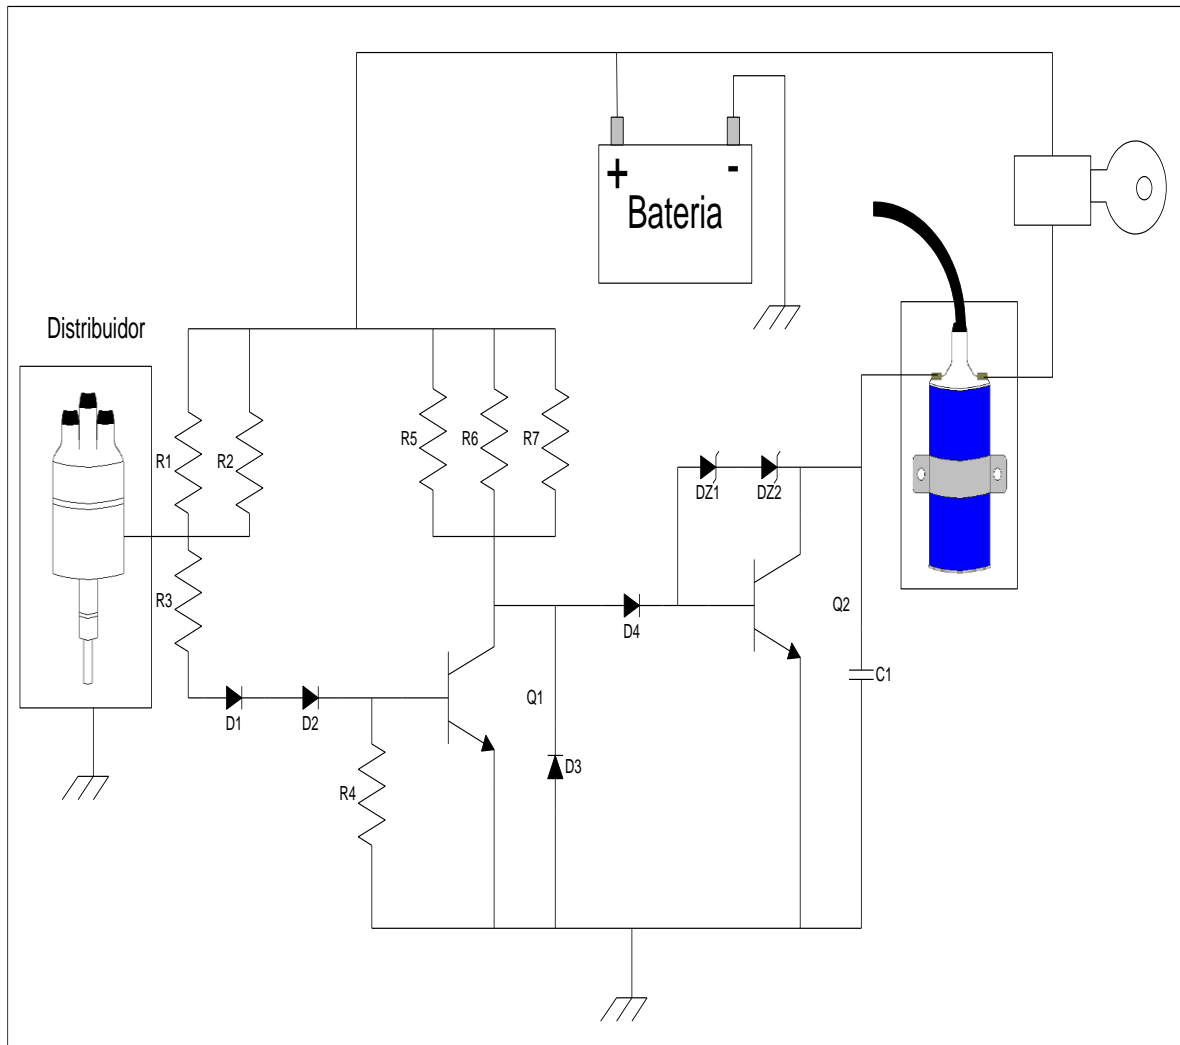 + -
Bateria
Distribuidor
R1
R2
R5
R6
R7
DZ1
DZ2
R3
D4
Q2
C1
D1
D2
Q1
D3
R4